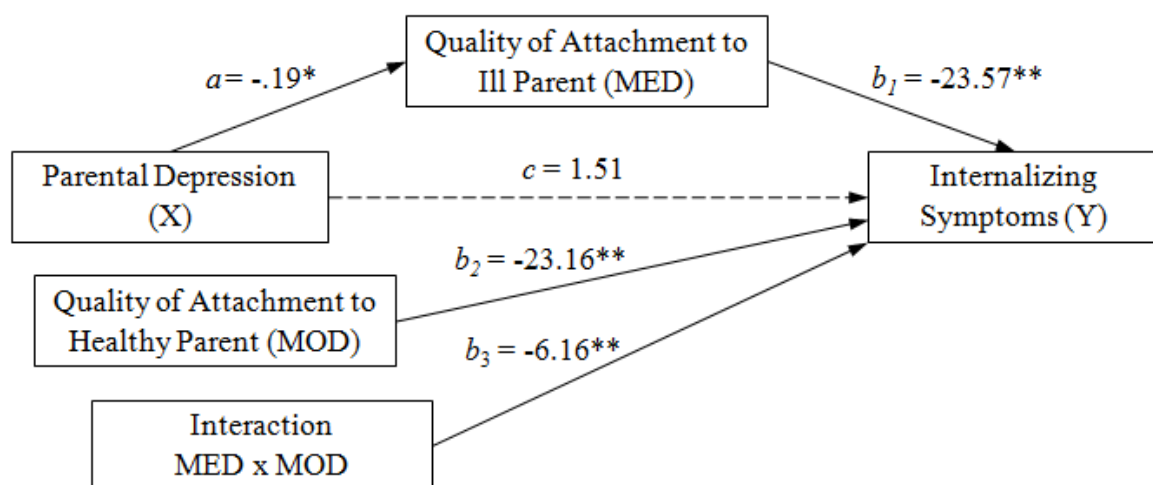 Quality of Attachment to
Ill Parent (MED)
a= -.19*
b1 = -23.57**
Parental Depression
(X)
c = 1.51
Internalizing
Symptoms (Y)
b2 = -23.16**
Quality of Attachment to
Healthy Parent (MOD)
b3 = -6.16**
Interaction
MED x MOD